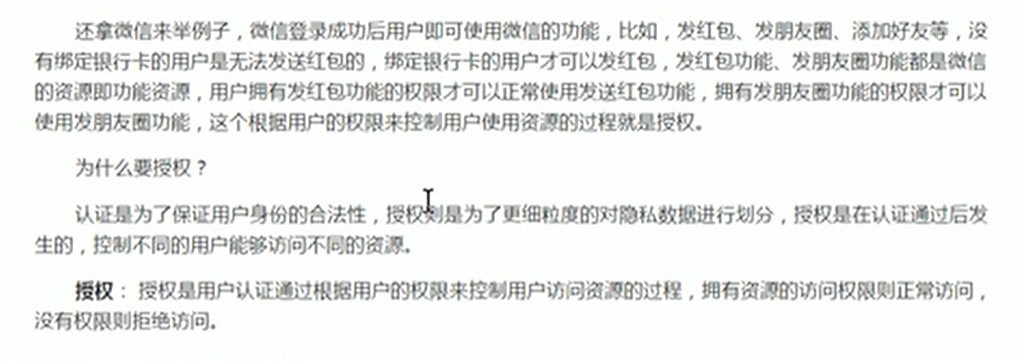 还拿微信来举例子，微信登录成功后用户即可使用微信的功能，比如，发红包、发朋友圈、添加好友等，没
有绑定银行卡的用户是无法发送红包的，绑定银行卡的用户才可以发红包，发红包功能、发朋友圈功能都是微信
的资源即功能资源，用户拥有发红包功能的权限才可以正常使用发送红包功能，拥有发朋友圈功能的权限才可以
使用发朋友圈功能，这个根据用户的权限来控制用户使用资源的过程就是授权。
为什么要授权？
认证是为了保证用户身份的合法性，授权则是为了更细粒度的对隐私数据进行划分，授权是在认证通过后发
生的，控制不同的用户能够访问不同的资源。
授权： 授权是用户认证通过根据用户的权限来控制用户访问资源的过程，拥有资源的访问权限则正常访问，
没有权限则拒绝访问。